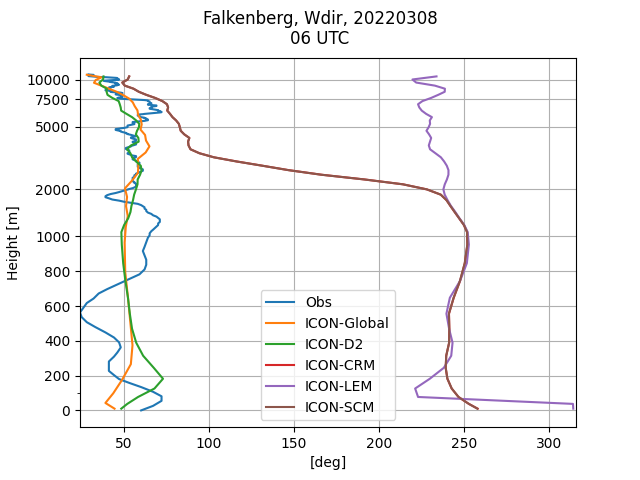 Falkenberg, Wdir, 20220308
06 UTC
10000
7500
5000
2000
1000
800
600
400
200
0
Height [m]
Obs
ICON-Global
ICON-D2
ICON-CRM
ICON-LEM
ICON-SCM
50
100
150
200
250
300
[deg]